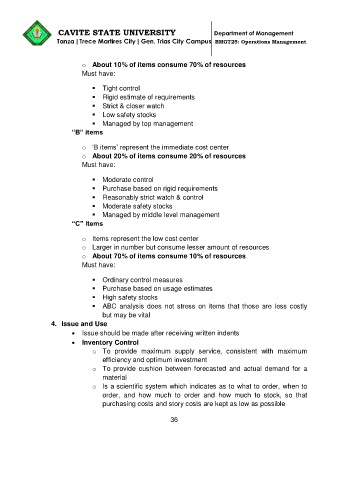 CAVITE STATE UNIVERSITY Department of Management
Tanza | Trece Martires City | Gen. Trias City Campus BMGT25: Operations Management
o About 10% of items consume 70% of resources
Must have:
▪ Tight control
▪ Rigid estimate of requirements
▪ Strict & closer watch
▪ Low safety stocks
▪ Managed by top management
"B" items
o 'B items' represent the immediate cost center
o About 20% of items consume 20% of resources
Must have:
▪ Moderate control
▪ Purchase based on rigid requirements
▪ Reasonably strict watch & control
▪ Moderate safety stocks
▪ Managed by middle level management
"C" items
o Items represent the low cost center
o Larger in number but consume lesser amount of resources
o About 70% of items consume 10% of resources
Must have:
▪ Ordinary control measures
▪ Purchase based on usage estimates
▪ High safety stocks
▪ ABC analysis does not stress on items that those are less costly
but may be vital
4. Issue and Use
• Issue should be made after receiving written indents
• Inventory Control
o To provide maximum supply service, consistent with maximum
efficiency and optimum investment
o To provide cushion between forecasted and actual demand for a
material
o Is a scientific system which indicates as to what to order, when to
order, and how much to order and how much to stock, so that
purchasing costs and story costs are kept as low as possible
36